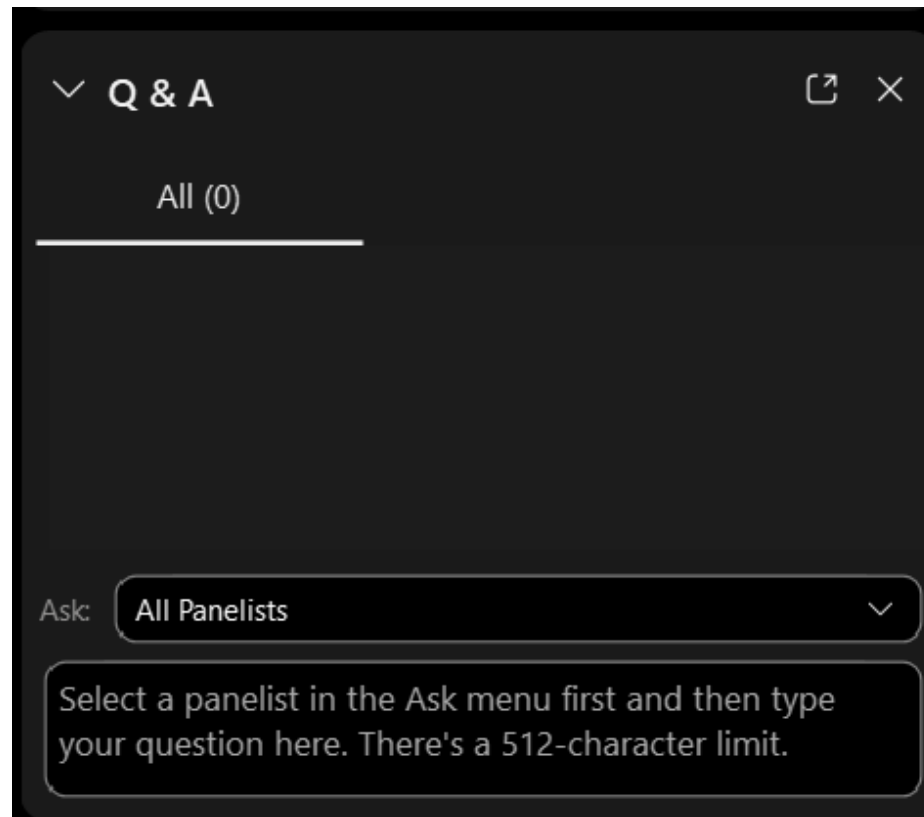 Q & A
All (0)
Ask: All Panelists
Select a panelist in the Ask menu first and then type
your question here. There's a 512-character limit.